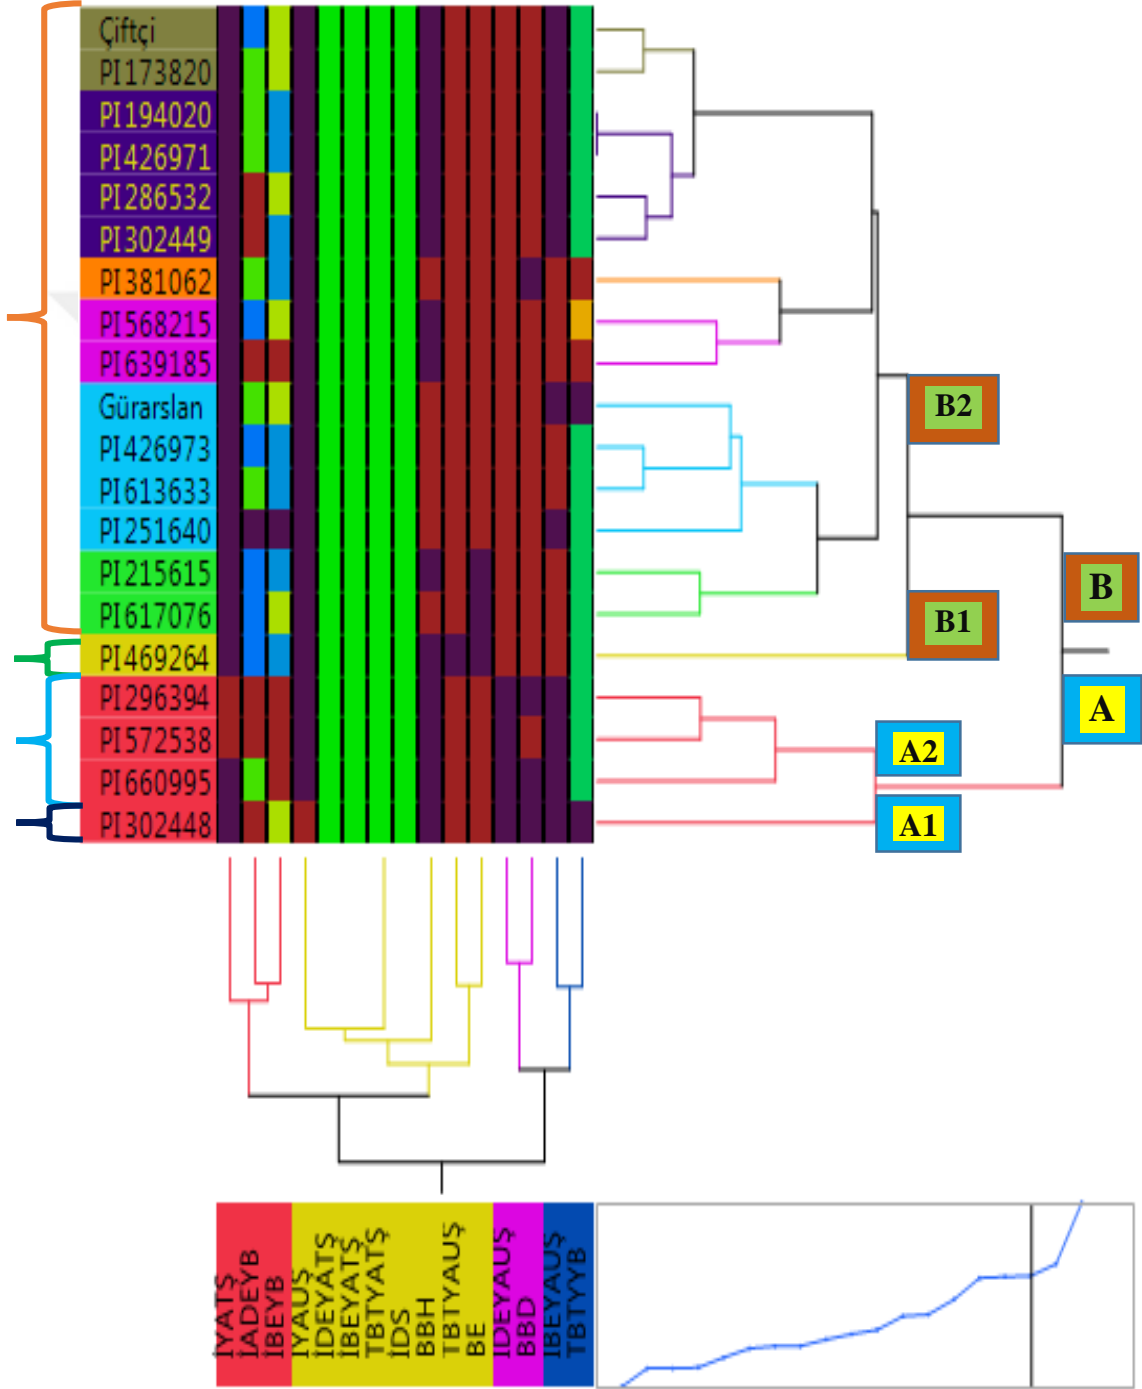 Çiftçi
PI173820
PI194020
PI426971
PI286532
PI302449
PI381062
PI568215
PI639185
Gürarslan
PI426973
PI613633
PI251640
PI215615
PI617076
PI469264
PI296394
PI572538
PI660995
PI302448
B2
B
B1
A
A2
A1
İYATŞ
İADEYB
İBEYB
İYAUŞ
İDEYATŞ
İBEYATŞ
TBTYATŞ
İDS
BBH
TBTYAUŞ
BE
İDEYAUŞ
BBD
İBEYAUŞ
TBTYYB